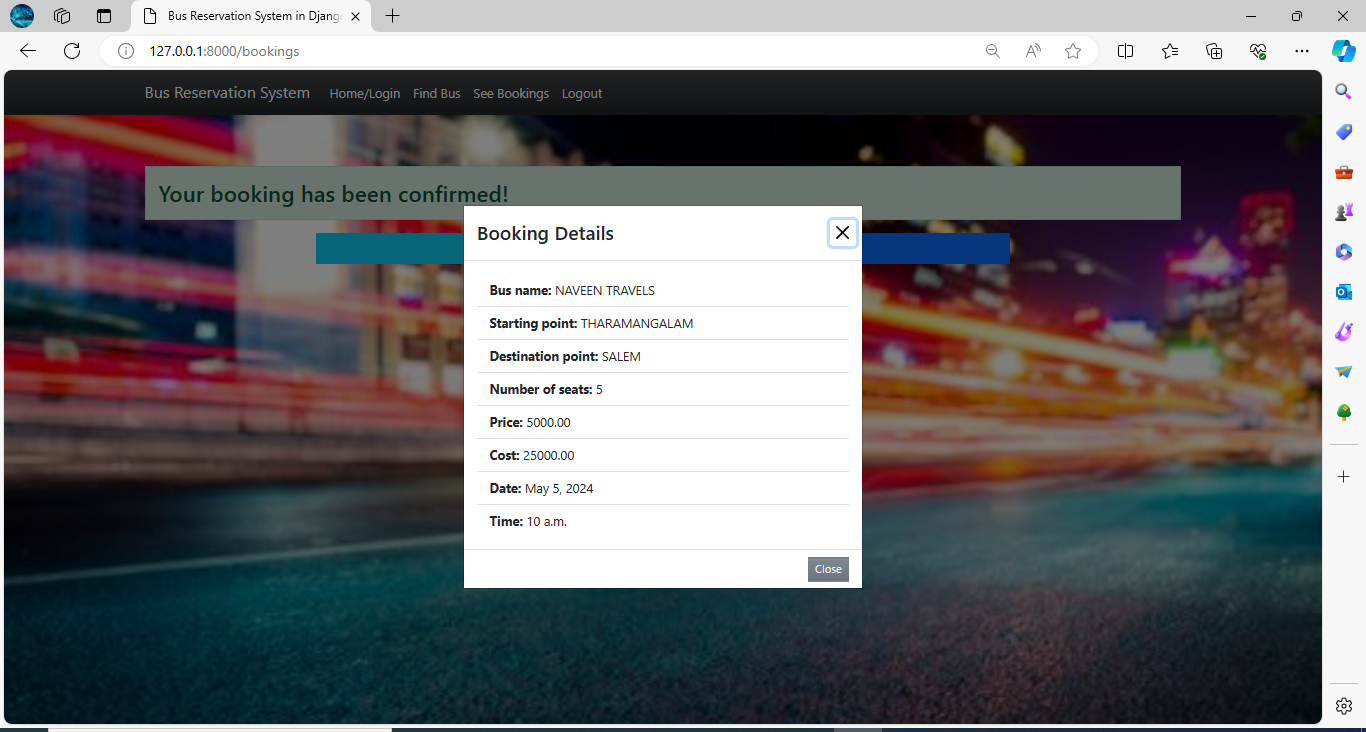 Bus Reservation System in Djang
127.0.0.1:8000/bookings
Bus Reservation System Home/Login Find Bus See Bookings Logout
Your booking has been confirmed!
Booking Details
Bus name: NAVEEN TRAVELS
Starting point: THARAMANGALAM
Destination point: SALEM
Number of seats: 5
Price: 5000.00
Cost: 25000.00
Date: May 5, 2024
Time: 10 a.m.
Close